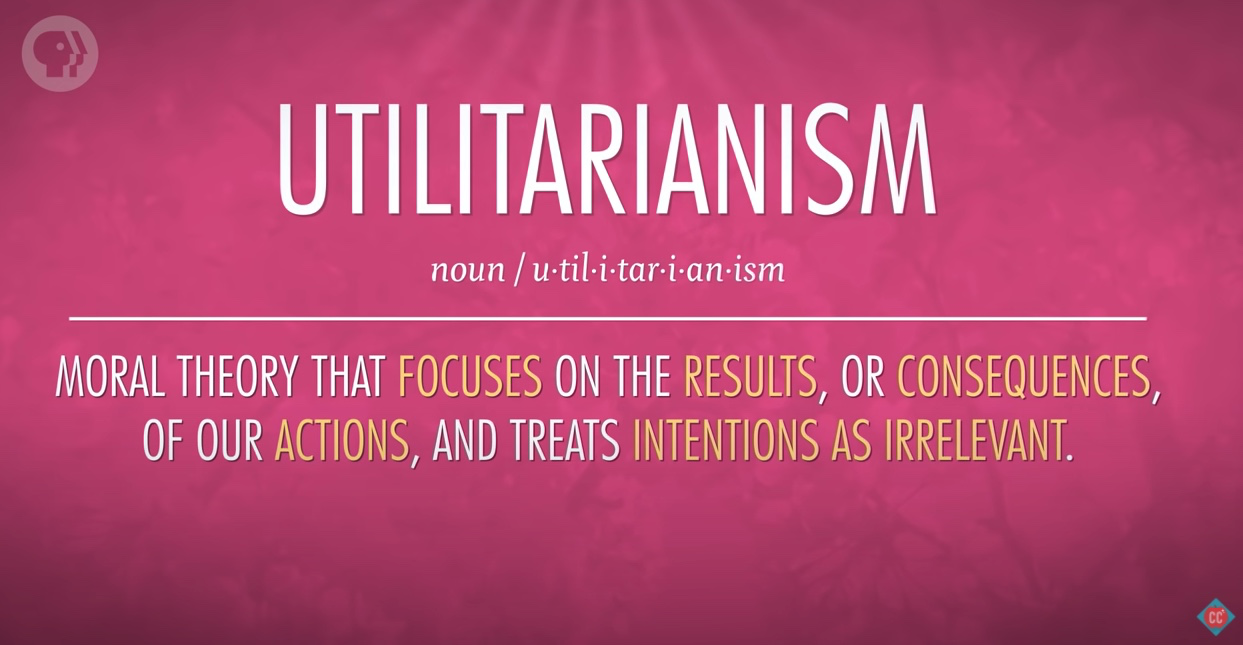 UTILITARIANISM
noun / u·til·i·tar·i·an·ism
MORAL THEORY THAT FOCUSES ON THE RESULTS, OR CONSEQUENCES,
OF OUR ACTIONS, AND TREATS INTENTIONS AS IRRELEVANT.
CC